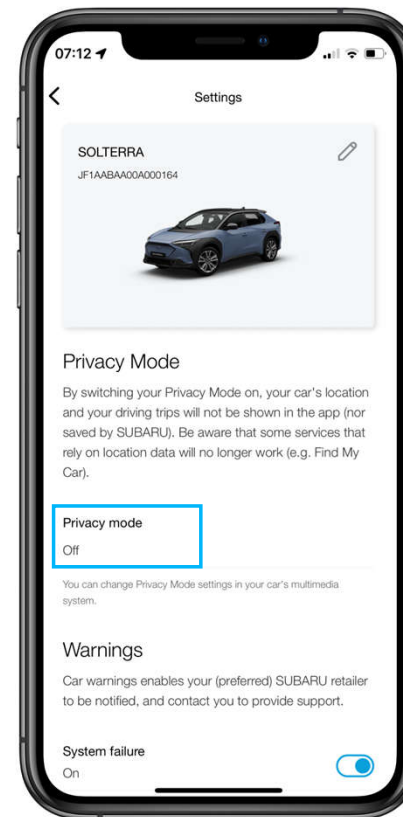 07:12
Settings
SOLTERRA
JF1AABAA00A000164
Privacy Mode
By switching your Privacy Mode on, your car's location
and your driving trips will not be shown in the app (nor
saved by SUBARU). Be aware that some services that
rely on location data will no longer work (e.g. Find My
Car).
Privacy mode
Off
You can change Privacy Mode settings in your car's multimedia
system.
Warnings
Car warnings enables your (preferred) SUBARU retailer
to be notified, and contact you to provide support.
System failure
On